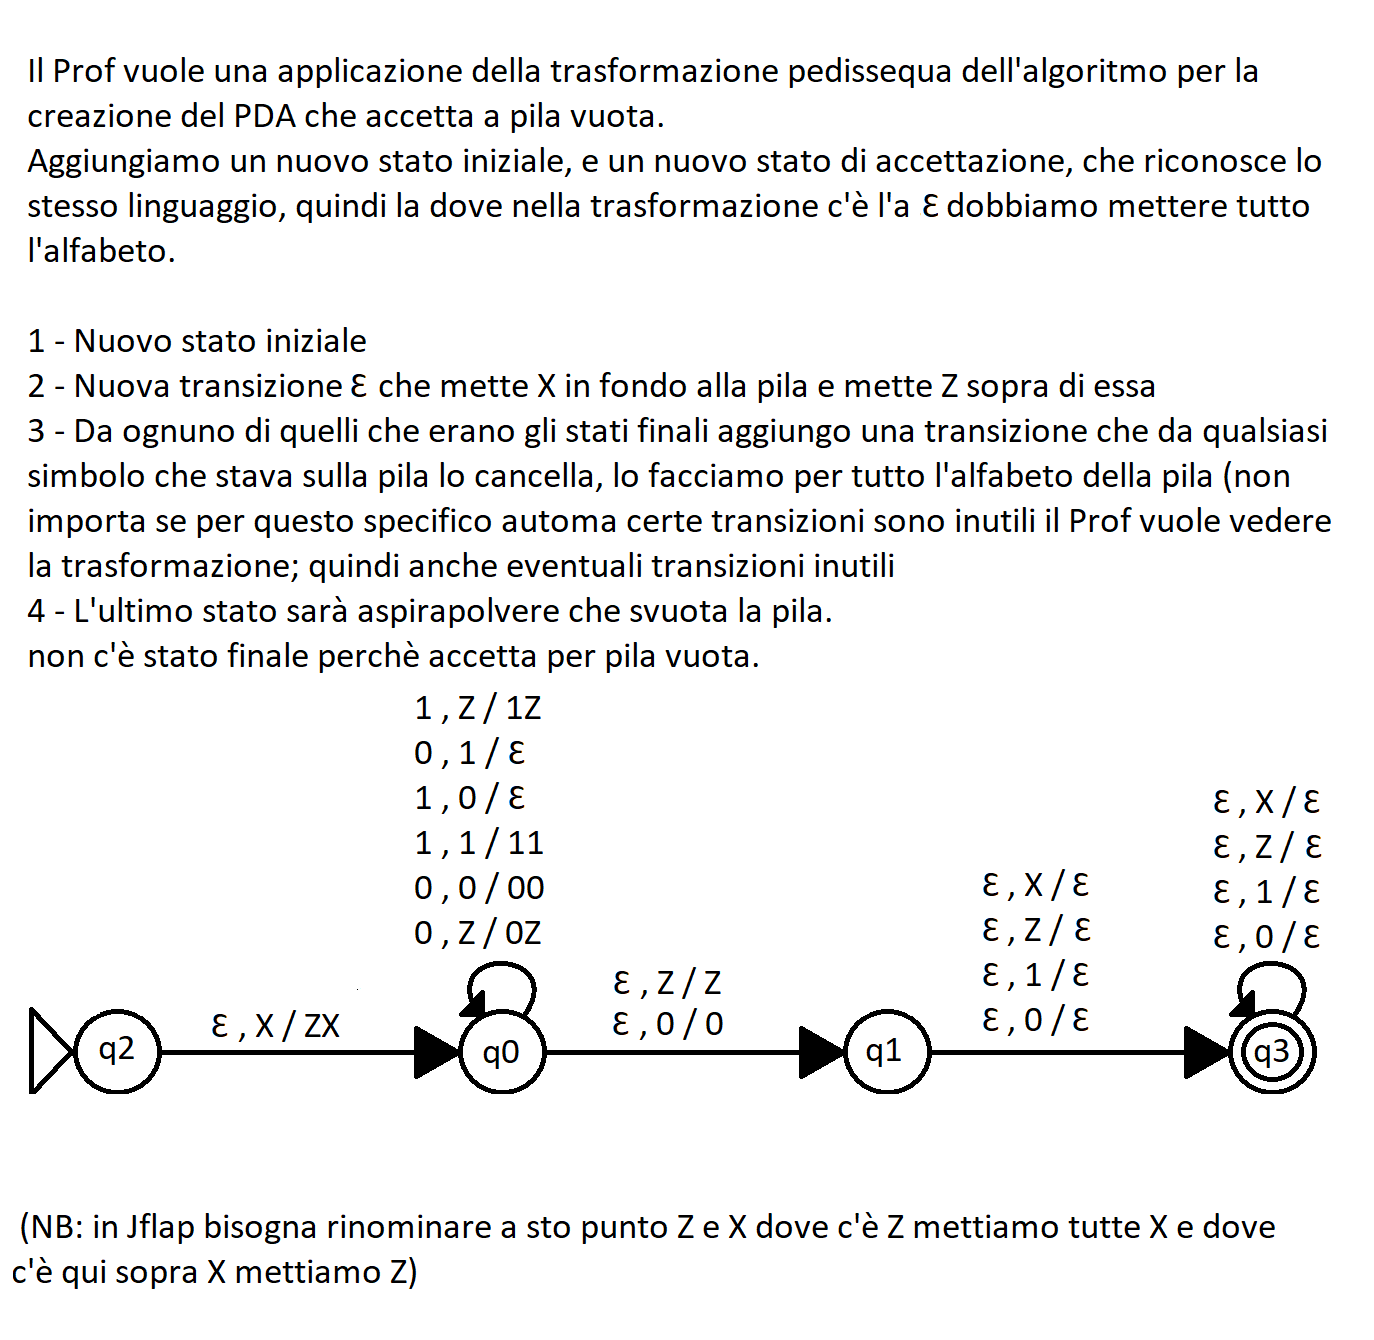 Il Prof vuole una applicazione della trasformazione pedissequa dell'algoritmo per la
creazione del PDA che accetta a pila vuota.
Aggiungiamo un nuovo stato iniziale, e un nuovo stato di accettazione, che riconosce lo
stesso linguaggio, quindi la dove nella trasformazione c'è l'a Ɛ dobbiamo mettere tutto
l'alfabeto.
1 - Nuovo stato iniziale
2 - Nuova transizione Ɛ che mette X in fondo alla pila e mette Z sopra di essa
3 - Da ognuno di quelli che erano gli stati finali aggiungo una transizione che da qualsiasi
simbolo che stava sulla pila lo cancella, lo facciamo per tutto l'alfabeto della pila (non
importa se per questo specifico automa certe transizioni sono inutili il Prof vuole vedere
la trasformazione; quindi anche eventuali transizioni inutili
4 - L'ultimo stato sarà aspirapolvere che svuota la pila.
non c'è stato finale perchè accetta per pila vuota.
1 , Z / 1Z
0 , 1 / Ɛ
1 , 0 / Ɛ
1 , 1 / 11
0 , 0 / 00
0 , Z / 0Z
Ɛ , X / ZX
Ɛ , Z / Z
Ɛ , 0 / 0
Ɛ , X / Ɛ
Ɛ , Z / Ɛ
Ɛ , 1 / Ɛ
Ɛ , 0 / Ɛ
Ɛ , X / Ɛ
Ɛ , Z / Ɛ
Ɛ , 1 / Ɛ
Ɛ , 0 / Ɛ
q2
q0
q1
q3
(NB: in Jflap bisogna rinominare a sto punto Z e X dove c'è Z mettiamo tutte X e dove
c'è qui sopra X mettiamo Z)